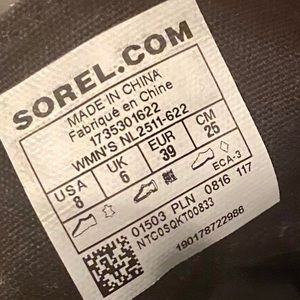 SOREL.COM
MADE IN CHINA
Fabriqué en Chine
1735301622
WMN'S NL2511-622
USA UK EUR CM
8 6 39 25
ECA-3
01503 PLN 0816 117
NTC0SQKT00833
190178722986